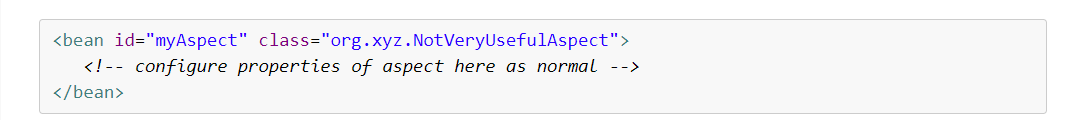 <bean id="myAspect" class="org.xyz.NotVeryUsefulAspect">
<!-- configure properties of aspect here as normal -->
</bean>